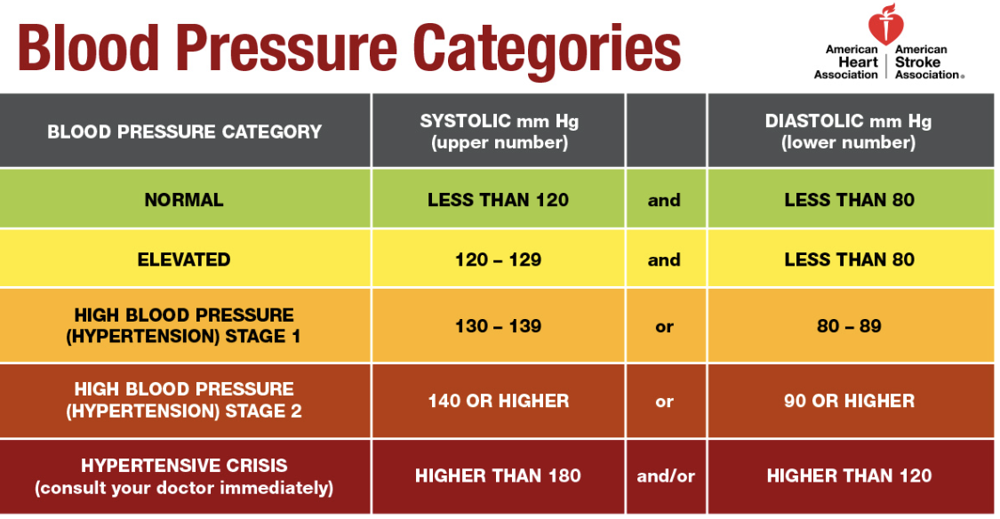 Blood Pressure Categories
American Heart Association
American Stroke Association®
BLOOD PRESSURE CATEGORY
SYSTOLIC mm Hg
(upper number)
DIASTOLIC mm Hg
(lower number)
NORMAL
LESS THAN 120
and
LESS THAN 80
ELEVATED
120 – 129
and
LESS THAN 80
HIGH BLOOD PRESSURE
(HYPERTENSION) STAGE 1
130 – 139
or
80 – 89
HIGH BLOOD PRESSURE
(HYPERTENSION) STAGE 2
140 OR HIGHER
or
90 OR HIGHER
HYPERTENSIVE CRISIS
(consult your doctor immediately)
HIGHER THAN 180
and/or
HIGHER THAN 120